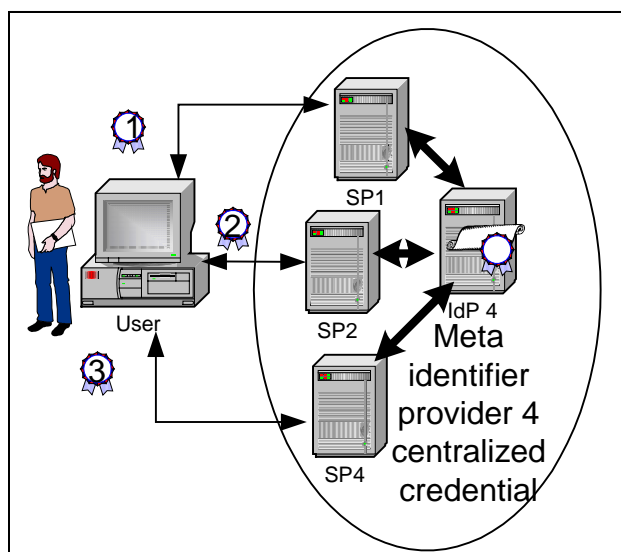 1
SP1
2
User
SP2
IdP 4
3
SP4
Meta
identifier
provider 4
centralized
credential